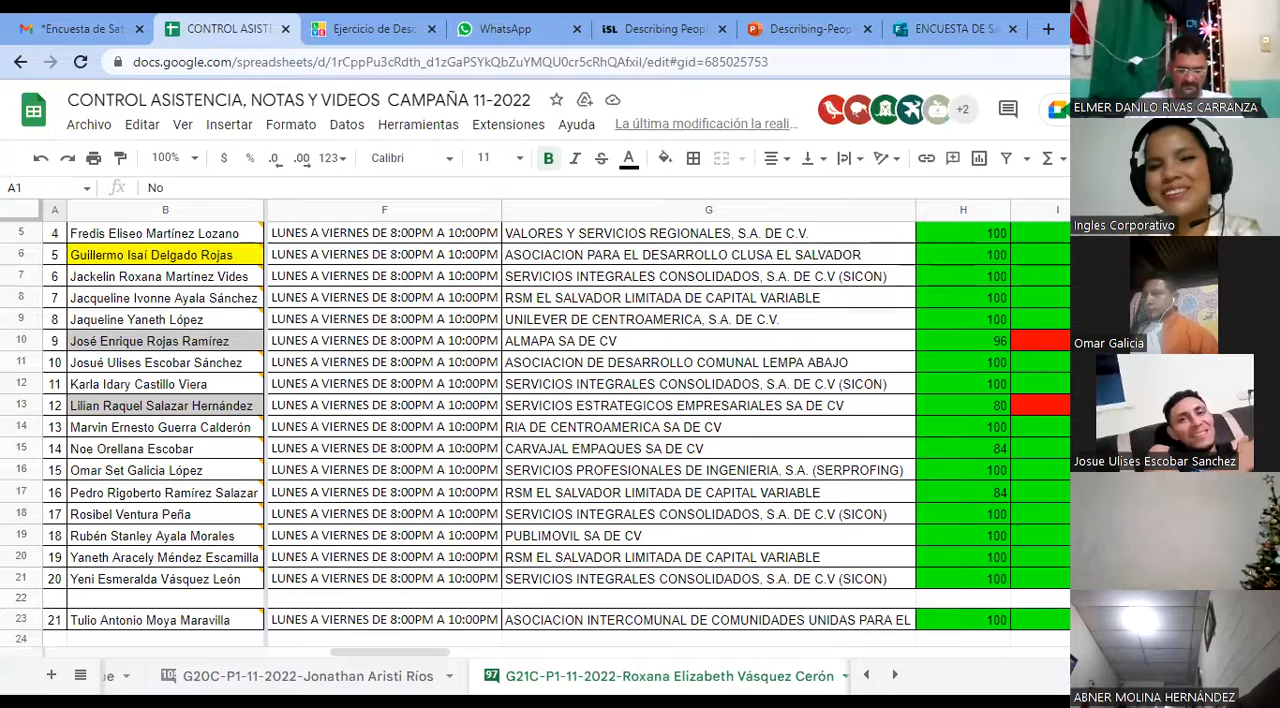 *Encuesta de Sat
CONTROL ASISTE
Ejercicio de Desc
WhatsApp
iSL
Describing Peopl
Describing-Peopl
ENCUESTA DE SA
docs.google.com/spreadsheets/d/1rCppPu3cRdth_d1zGaPSYkQbZuYMQU0cr5cRhQAfxiI/edit#gid=685025753
CONTROL ASISTENCIA, NOTAS Y VIDEOS CAMPAÑA 11-2022
Archivo Editar Ver Insertar Formato Datos Herramientas Extensiones Ayuda La última modificación la reali...
+2
100% $ % .0 .00 123 Calibri 11 B I S A
A1 fx No
A B F G H I
5 4 Fredis Eliseo Martínez Lozano LUNES A VIERNES DE 8:00PM A 10:00PM VALORES Y SERVICIOS REGIONALES, S.A. DE C.V. 100
6 5 Guillermo Isaí Delgado Rojas LUNES A VIERNES DE 8:00PM A 10:00PM ASOCIACION PARA EL DESARROLLO CLUSA EL SALVADOR 100
7 6 Jackelin Roxana Martínez Vides LUNES A VIERNES DE 8:00PM A 10:00PM SERVICIOS INTEGRALES CONSOLIDADOS, S.A. DE C.V (SICON) 100
8 7 Jacqueline Ivonne Ayala Sánchez LUNES A VIERNES DE 8:00PM A 10:00PM RSM EL SALVADOR LIMITADA DE CAPITAL VARIABLE 100
9 8 Jaqueline Yaneth López LUNES A VIERNES DE 8:00PM A 10:00PM UNILEVER DE CENTROAMERICA, S.A. DE C.V. 100
10 9 José Enrique Rojas Ramírez LUNES A VIERNES DE 8:00PM A 10:00PM ALMAPA SA DE CV 96
11 10 Josué Ulises Escobar Sánchez LUNES A VIERNES DE 8:00PM A 10:00PM ASOCIACION DE DESARROLLO COMUNAL LEMPA ABAJO 100
12 11 Karla Idary Castillo Viera LUNES A VIERNES DE 8:00PM A 10:00PM SERVICIOS INTEGRALES CONSOLIDADOS, S.A. DE C.V (SICON) 100
13 12 Lilian Raquel Salazar Hernández LUNES A VIERNES DE 8:00PM A 10:00PM SERVICIOS ESTRATEGICOS EMPRESARIALES SA DE CV 80
14 13 Marvin Ernesto Guerra Calderón LUNES A VIERNES DE 8:00PM A 10:00PM RIA DE CENTROAMERICA SA DE CV 100
15 14 Noe Orellana Escobar LUNES A VIERNES DE 8:00PM A 10:00PM CARVAJAL EMPAQUES SA DE CV 84
16 15 Omar Set Galicia López LUNES A VIERNES DE 8:00PM A 10:00PM SERVICIOS PROFESIONALES DE INGENIERIA, S.A. (SERPROFING) 100
17 16 Pedro Rigoberto Ramírez Salazar LUNES A VIERNES DE 8:00PM A 10:00PM RSM EL SALVADOR LIMITADA DE CAPITAL VARIABLE 84
18 17 Rosibel Ventura Peña LUNES A VIERNES DE 8:00PM A 10:00PM SERVICIOS INTEGRALES CONSOLIDADOS, S.A. DE C.V (SICON) 100
19 18 Rubén Stanley Ayala Morales LUNES A VIERNES DE 8:00PM A 10:00PM PUBLIMOVIL SA DE CV 100
20 19 Yaneth Aracely Méndez Escamilla LUNES A VIERNES DE 8:00PM A 10:00PM RSM EL SALVADOR LIMITADA DE CAPITAL VARIABLE 100
21 20 Yeni Esmeralda Vásquez León LUNES A VIERNES DE 8:00PM A 10:00PM SERVICIOS INTEGRALES CONSOLIDADOS, S.A. DE C.V (SICON) 100
22
23 21 Tulio Antonio Moya Maravilla LUNES A VIERNES DE 8:00PM A 10:00PM ASOCIACION INTERCOMUNAL DE COMUNIDADES UNIDAS PARA EL 100
24
ue G20C-P1-11-2022-Jonathan Aristi Ríos 97 G21C-P1-11-2022-Roxana Elizabeth Vásquez Cerón
ELMER DANILO RIVAS CARRANZA
Ingles Corporativo
Omar Galicia
Josue Ulises Escobar Sanchez
ABNER MOLINA HERNÁNDEZ